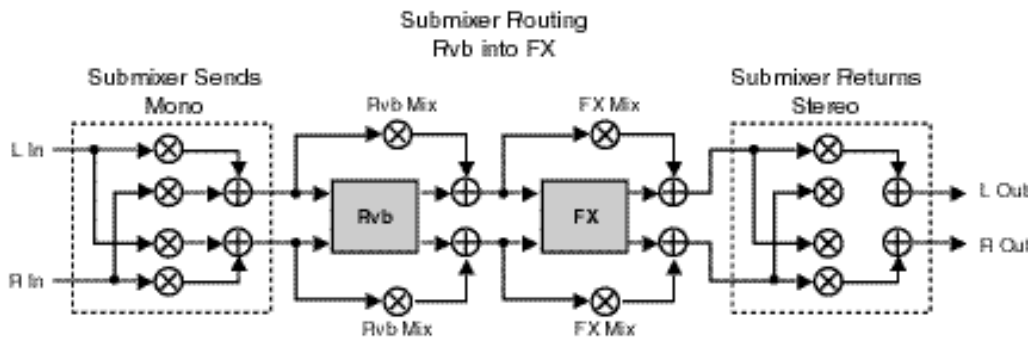 Submixer Routing
Rvb into FX
Submixer Sends
Mono
Submixer Returns
Stereo
Rvb Mix
FX Mix
L In
Rvb
FX
L Out
R Out
R In
Rvb Mix
FX Mix